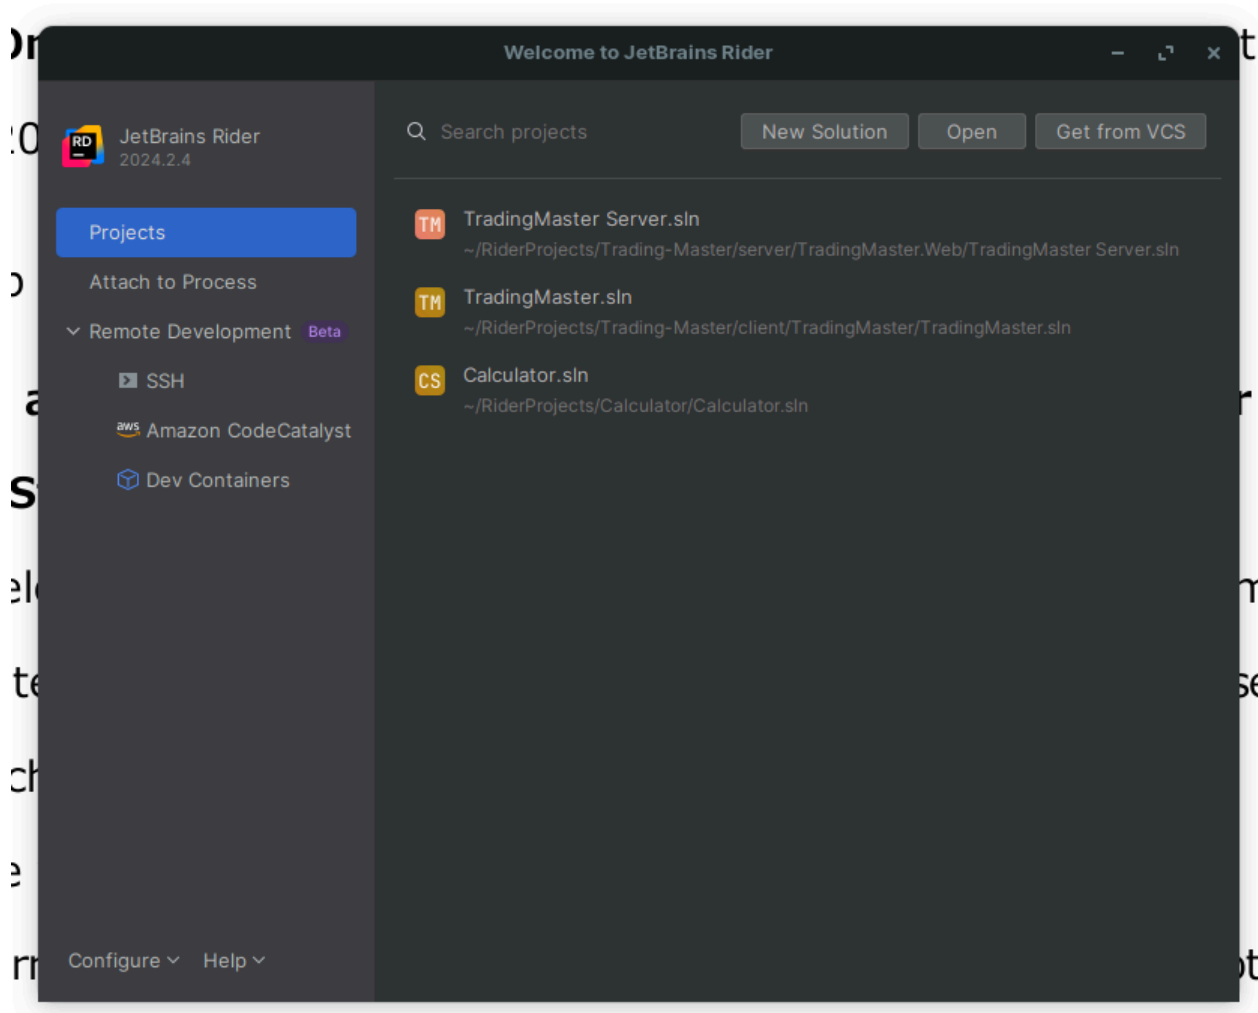 Welcome to JetBrains Rider
RD
JetBrains Rider
2024.2.4
Projects
Attach to Process
Remote Development Beta
SSH
aws Amazon CodeCatalyst
Dev Containers
Configure Help
Search projects New Solution Open Get from VCS
TM TradingMaster Server.sln
~/RiderProjects/Trading-Master/server/TradingMaster.Web/TradingMaster Server.sln
TM TradingMaster.sln
~/RiderProjects/Trading-Master/client/TradingMaster/TradingMaster.sln
CS Calculator.sln
~/RiderProjects/Calculator/Calculator.sln